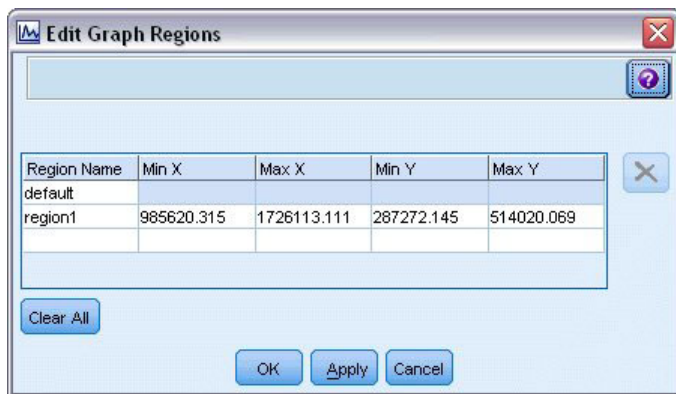 Edit Graph Regions
Region Name Min X Max X Min Y Max Y
default
region1 985620.315 1726113.111 287272.145 514020.069
Clear All
OK Apply Cancel